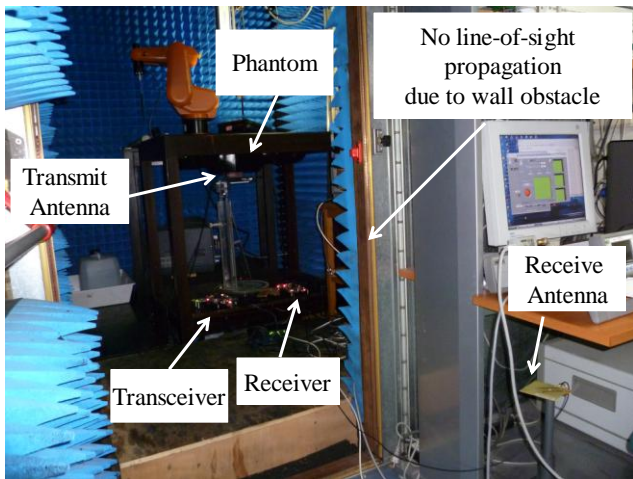 No line-of-sight
propagation
due to wall obstacle
Phantom
Transmit
Antenna
Receive
Antenna
Transceiver
Receiver